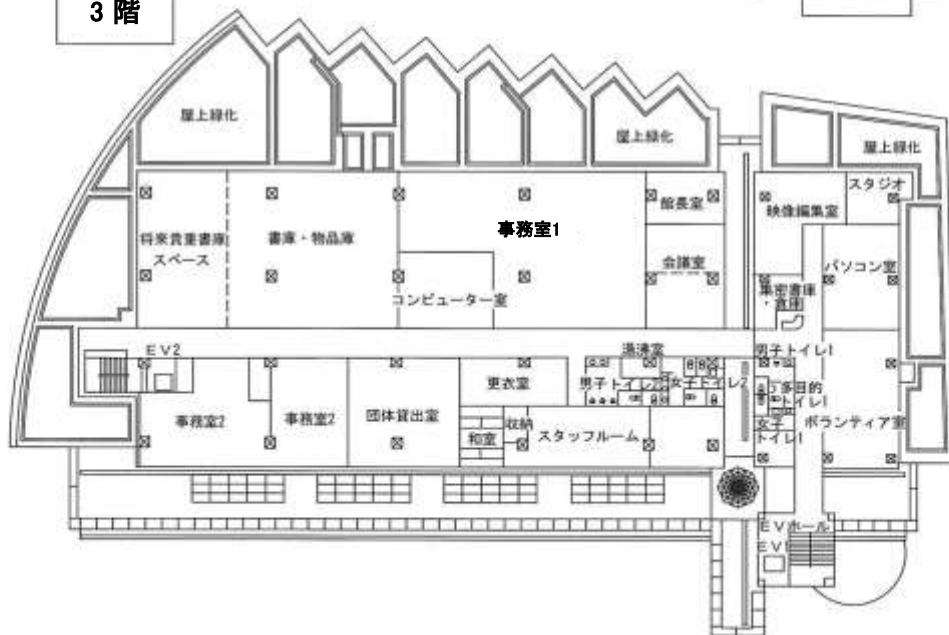 3 階
屋上緑化
屋上緑化
屋上緑化
スタジオ
館長室
映像編集室
事務室1
将来貴重書庫
スペース
書庫・物品庫
会議室
パソコン室
コンピューター室
集密書庫
・倉庫
EV2
湯沸室
男子トイレ1
更衣室
男子トイレ2
女子トイレ2
多目的
トイレ1
事務室2
事務室2
団体貸出室
収納
和室
スタッフルーム
女子
トイレ1
ボランティア室
EVホール
EV1